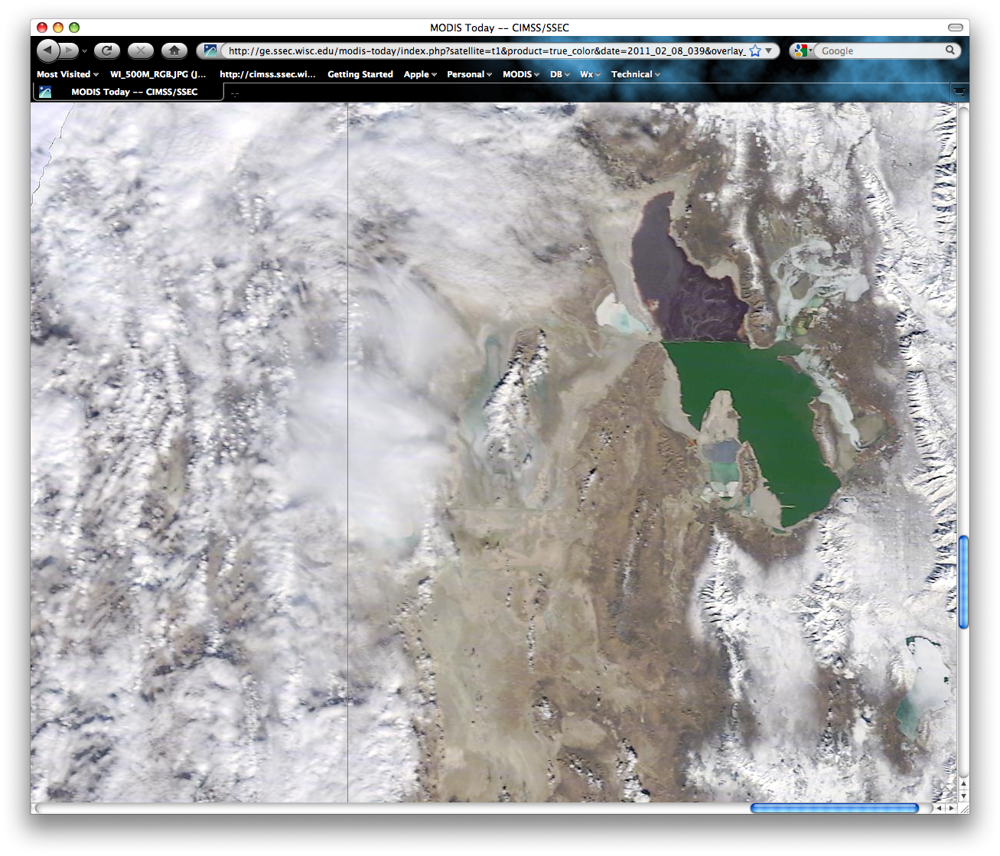 MODIS Today -- CIMSS/SSEC
http://ge.ssec.wisc.edu/modis-today/index.php?satellite=t1&product=true_color&date=2011_02_08_039&overlay_
Google
Most Visited WI_500M_RGB.JPG (J... http://cimss.ssec.wi... Getting Started Apple Personal MODIS DB Wx Technical
MODIS Today -- CIMSS/SSEC